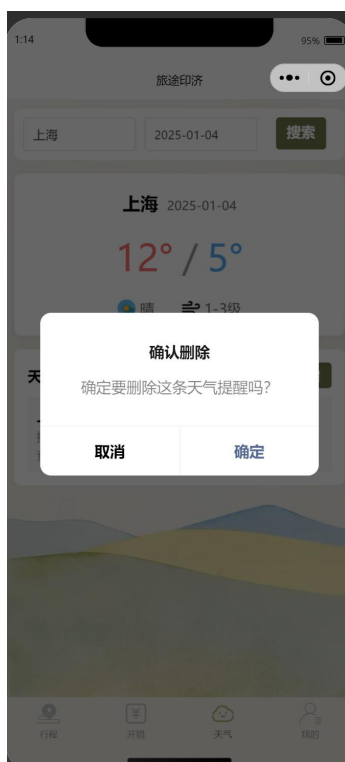 1:14
95%
旅途印济
上海
2025-01-04
搜索
上海 2025-01-04
12° / 5°
晴
1-3级
天
确认删除
确定要删除这条天气提醒吗？
取消
确定
行程
开销
天气
我的